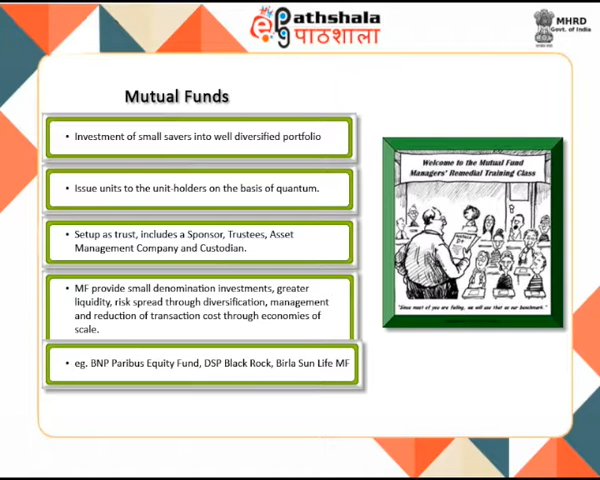 ePathshala
पाठशाला
MHRD
Govt. of India
Mutual Funds
• Investment of small savers into well diversified portfolio
• Issue units to the unit-holders on the basis of quantum.
• Setup as trust, includes a Sponsor, Trustees, Asset
Management Company and Custodian.
• MF provide small denomination investments, greater
liquidity, risk spread through diversification, management
and reduction of transaction cost through economies of
scale.
• eg. BNP Paribus Equity Fund, DSP Black Rock, Birla Sun Life MF
Welcome to the Mutual Fund
Managers' Remedial Training Class
"Since most of you are failing, we will use that as our benchmark."